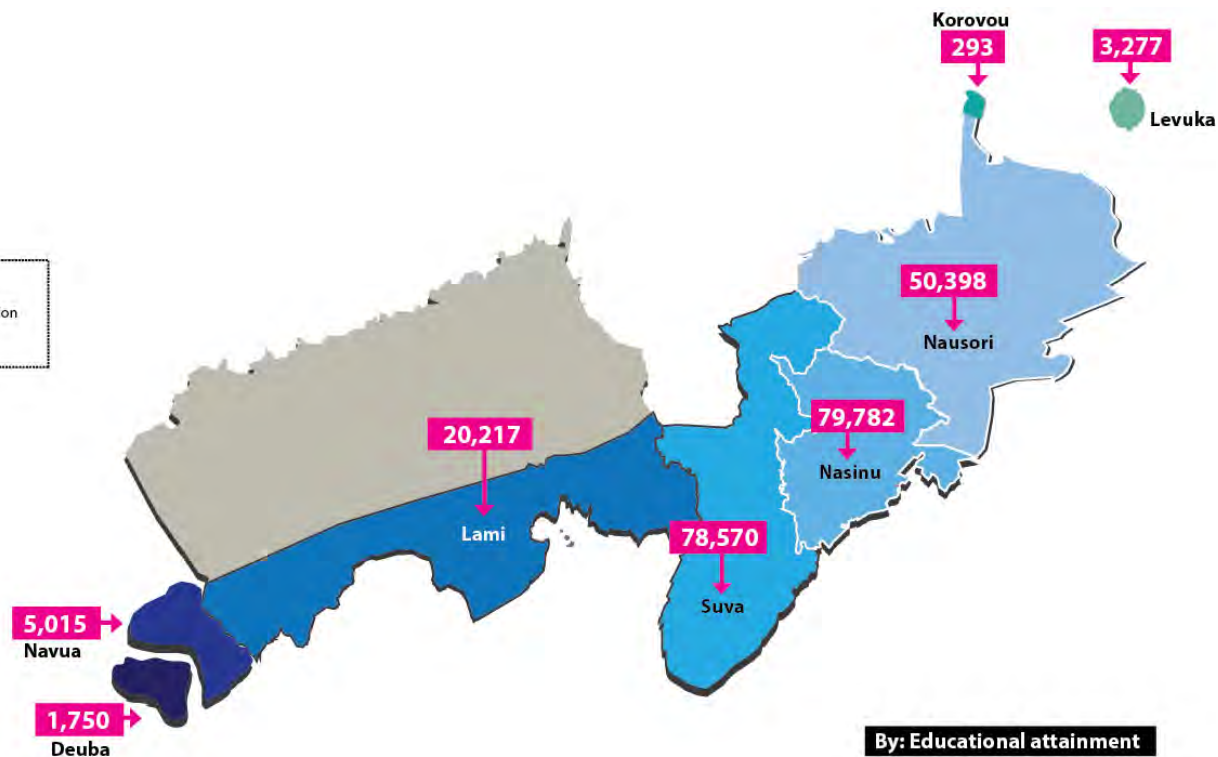 Korovou
293
3,277
Levuka
50,398
Nausori
on
79,782
Nasinu
20,217
Lami
78,570
Suva
5,015
Navua
1,750
Deuba
By: Educational attainment